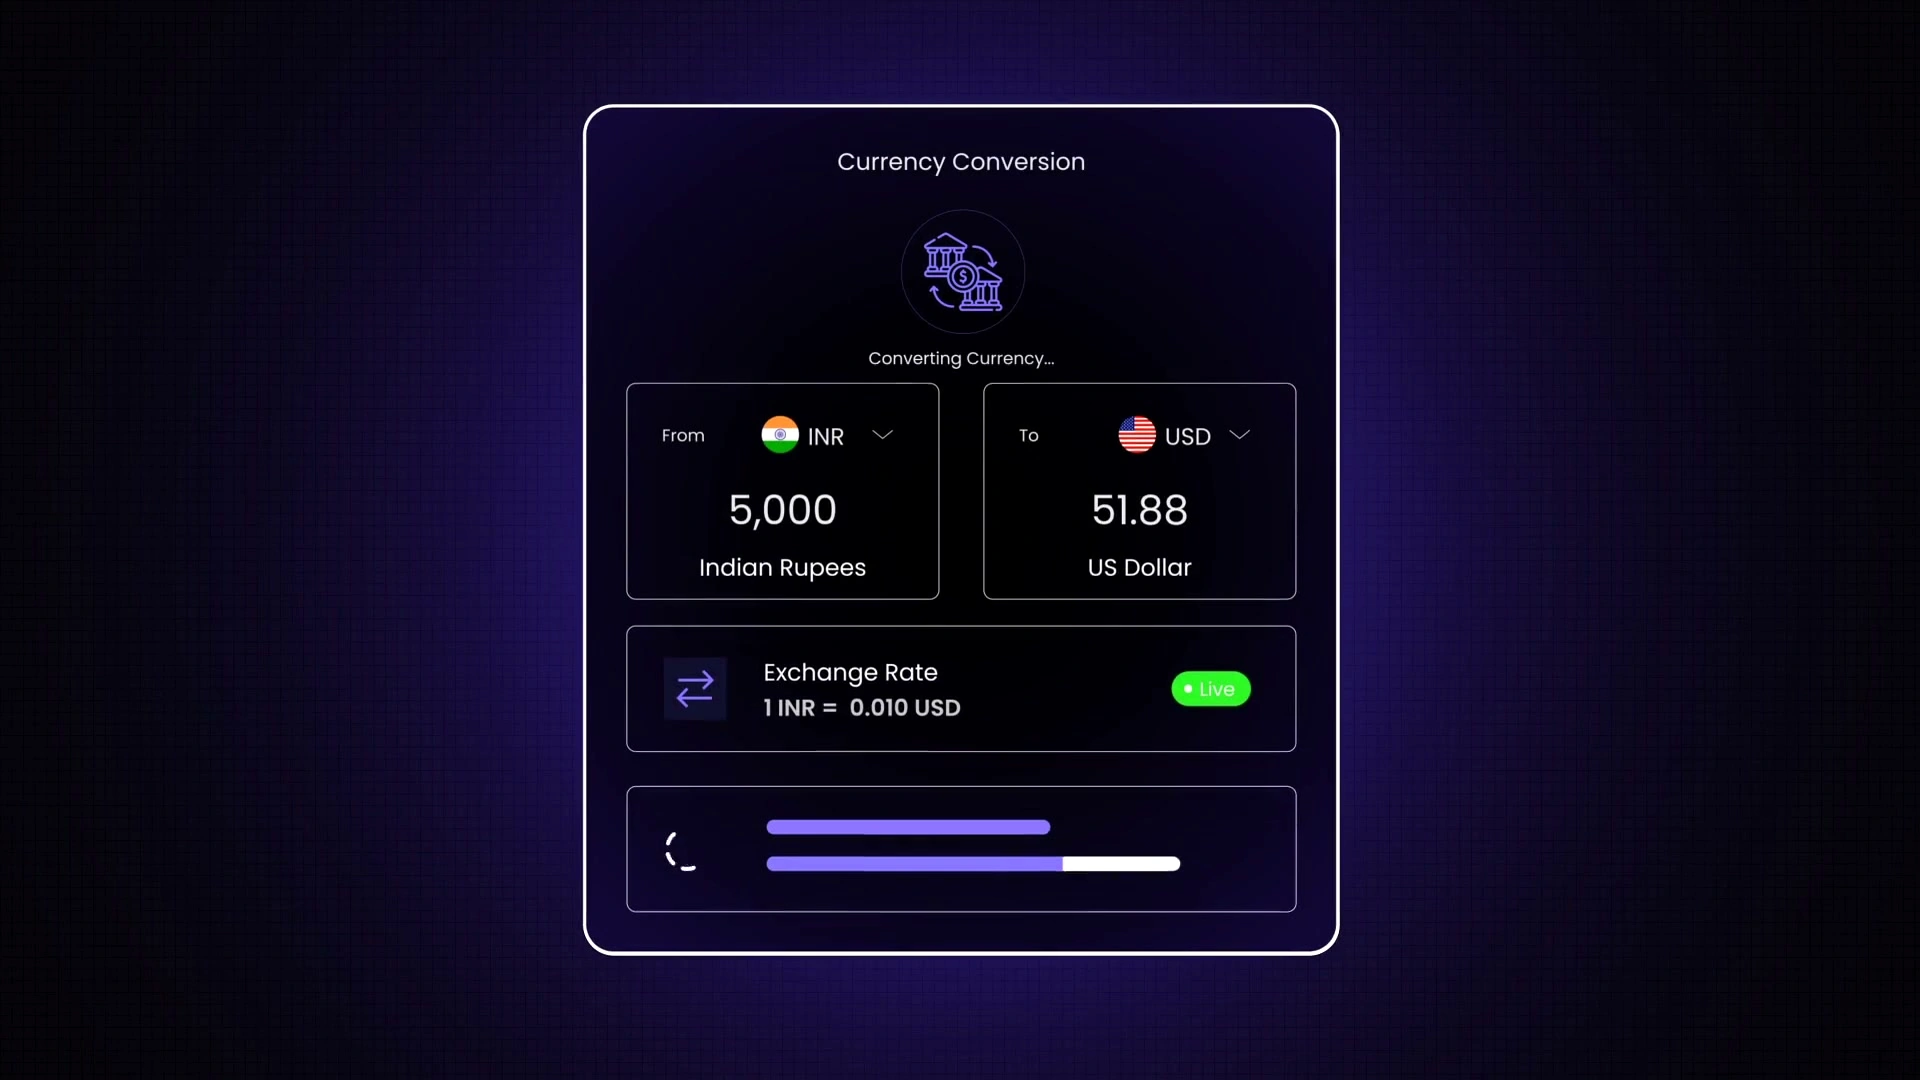 Currency Conversion
$
Converting Currency...
From INR
5,000
Indian Rupees
To USD
51.88
US Dollar
Exchange Rate
1 INR = 0.010 USD
Live